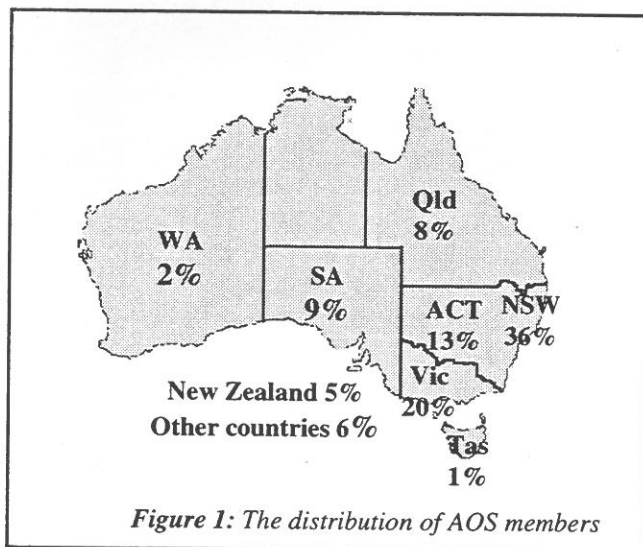 Qld
8%
WA
2%
SA
9%
ACT
13%
NSW
36%
Vic
20%
New Zealand 5%
Other countries 6%
Tas
1%
Figure 1: The distribution of AOS members